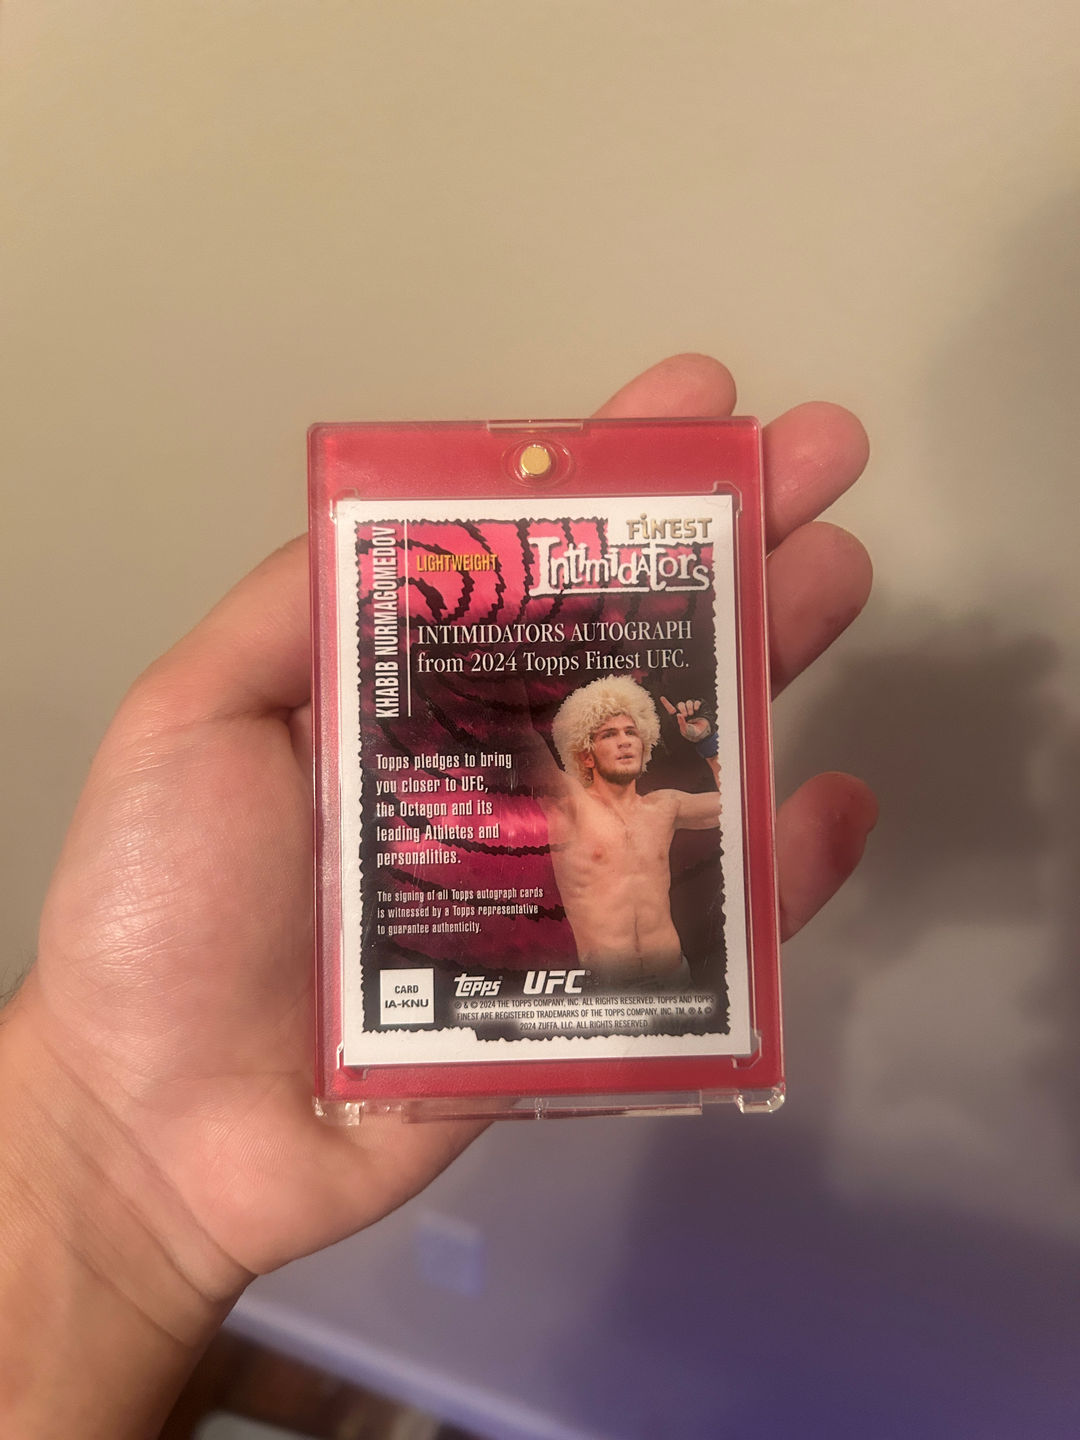 FiNEST
Intimidators
LIGHTWEIGHT
KHABIB NURMAGOMEDOV
INTIMIDATORS AUTOGRAPH
from 2024 Topps Finest UFC.
Topps pledges to bring
you closer to UFC,
the Octagon and its
leading Athletes and
personalities.
The signing of all Topps autograph cards
is witnessed by a Topps representative
to guarantee authenticity.
CARD
IA-KNU
topps
UFC
® & © 2024 THE TOPPS COMPANY, INC. ALL RIGHTS RESERVED. TOPPS AND TOPPS
FINEST ARE REGISTERED TRADEMARKS OF THE TOPPS COMPANY, INC. TM, ® & ©
2024 ZUFFA, LLC. ALL RIGHTS RESERVED.